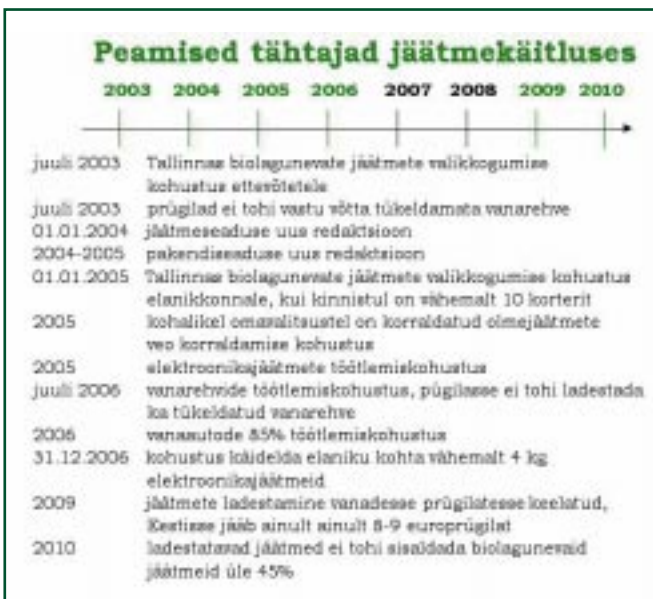 Peamised tähtajad jäätmekäitluses
2003 2004 2005 2006 2007 2008 2009 2010
juuli 2003 Tallinnas biolagunevate jäätmete valikkogumise
kohustus ettevõtetele
juuli 2003 prügilad ei tohi vastu võtta tükeldamata vanarehve
01.01.2004 jäätmeseaduse uus redaktsioon
2004-2005 pakendiseaduse uus redaktsioon
01.01.2005 Tallinnas biolagunevate jäätmete valikkogumise kohustus
elanikkonnale, kui kinnistul on vähemalt 10 korterit
2005 kohalikel omavalitsustel on korraldatud olmejäätmete
veo korraldamise kohustus
2005 elektroonikajäätmete töötlemiskohustus
juuli 2006 vanarehvide töötlemiskohustus, pügilasse ei tohi ladestada
ka tükeldatud vanarehve
2006 vanaautode 85% töötlemiskohustus
31.12.2006 kohustus käidelda elaniku kohta vähemalt 4 kg
elektroonikajäätmeid
2009 jäätmete ladestamine vanadesse prügilatesse keelatud,
Eestisse jääb ainult ainult 8-9 europrügilat
2010 ladestatavad jäätmed ei tohi sisaldada biolagunevaid
jäätmeid üle 45%